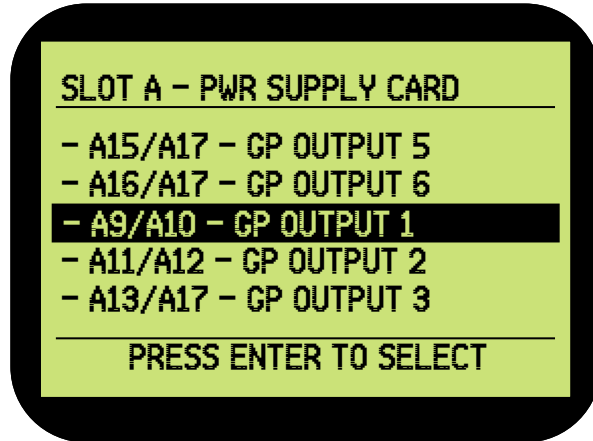 SLOT A – PWR SUPPLY CARD
– A15/A17 – GP OUTPUT 5
– A16/A17 – GP OUTPUT 6
– A9/A10 – GP OUTPUT 1
– A11/A12 – GP OUTPUT 2
– A13/A17 – GP OUTPUT 3
PRESS ENTER TO SELECT